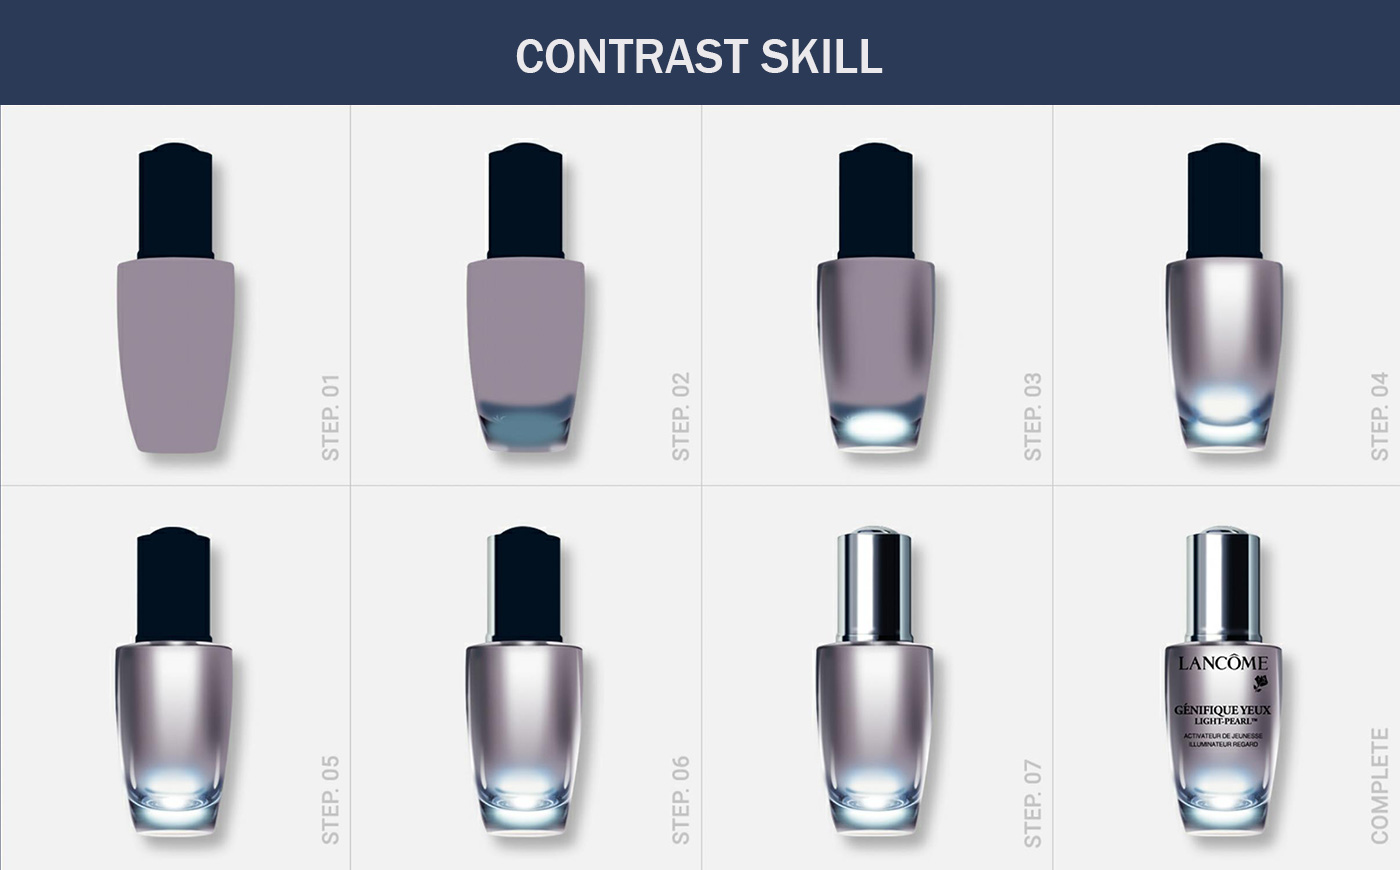 CONTRAST SKILL
STEP. 01
STEP. 02
STEP. 03
STEP. 04
STEP. 05
STEP. 06
STEP. 07
LANCÔME
GÉNIFIQUE YEUX
LIGHT-PEARL™
ACTIVATEUR DE JEUNESSE
ILLUMINATEUR REGARD
COMPLETE